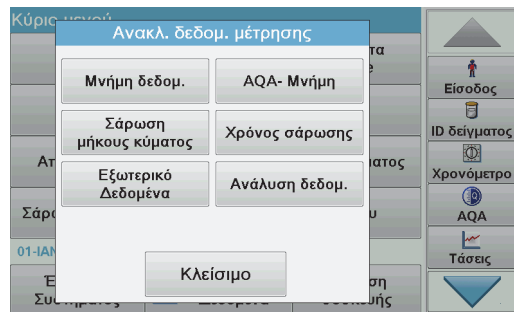 Κύριο μενού
Ανακλ. δεδομ. μέτρησης
Μνήμη δεδομ.
AQA- Μνήμη
Σάρωση
μήκους κύματος
Χρόνος σάρωσης
Εξωτερικό
Δεδομένα
Ανάλυση δεδομ.
Κλείσιμο
01-ΙΑΝ
Είσοδος
ID δείγματος
Χρονόμετρο
AQA
Τάσεις